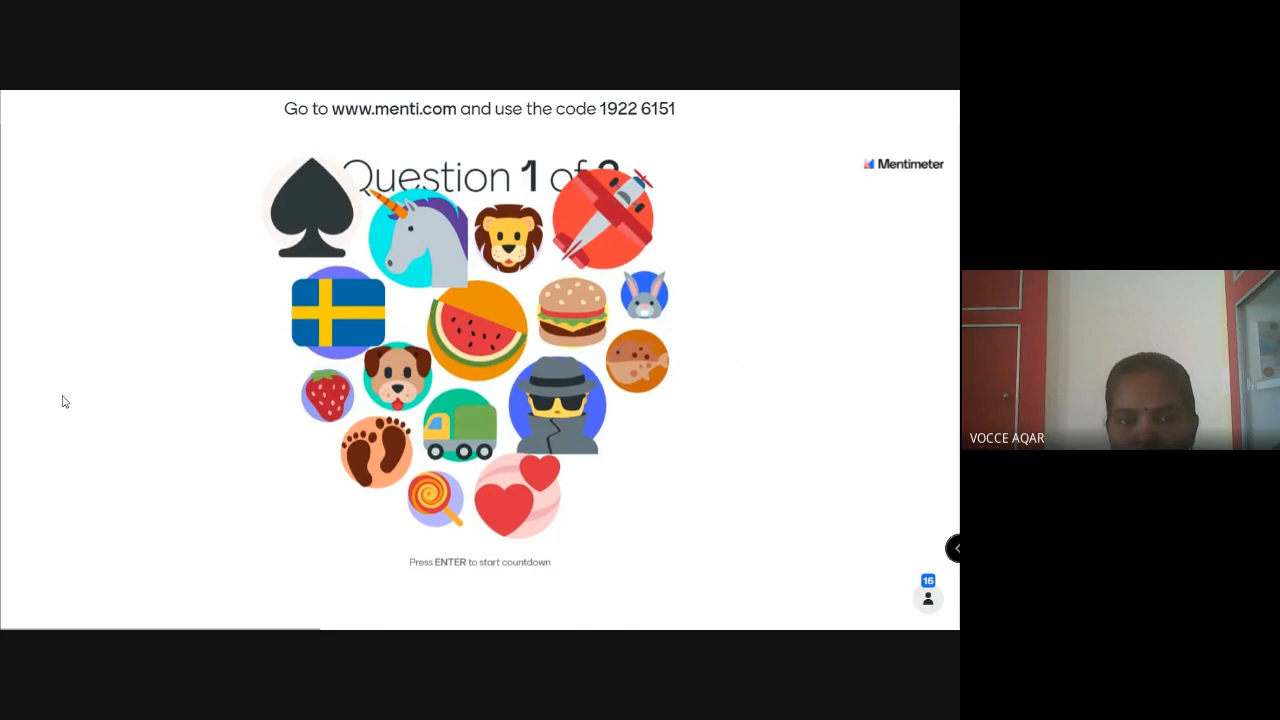 Go to www.menti.com and use the code 1922 6151
Mentimeter
Question 1 of
VOCCE AQAR
Press ENTER to start countdown
16